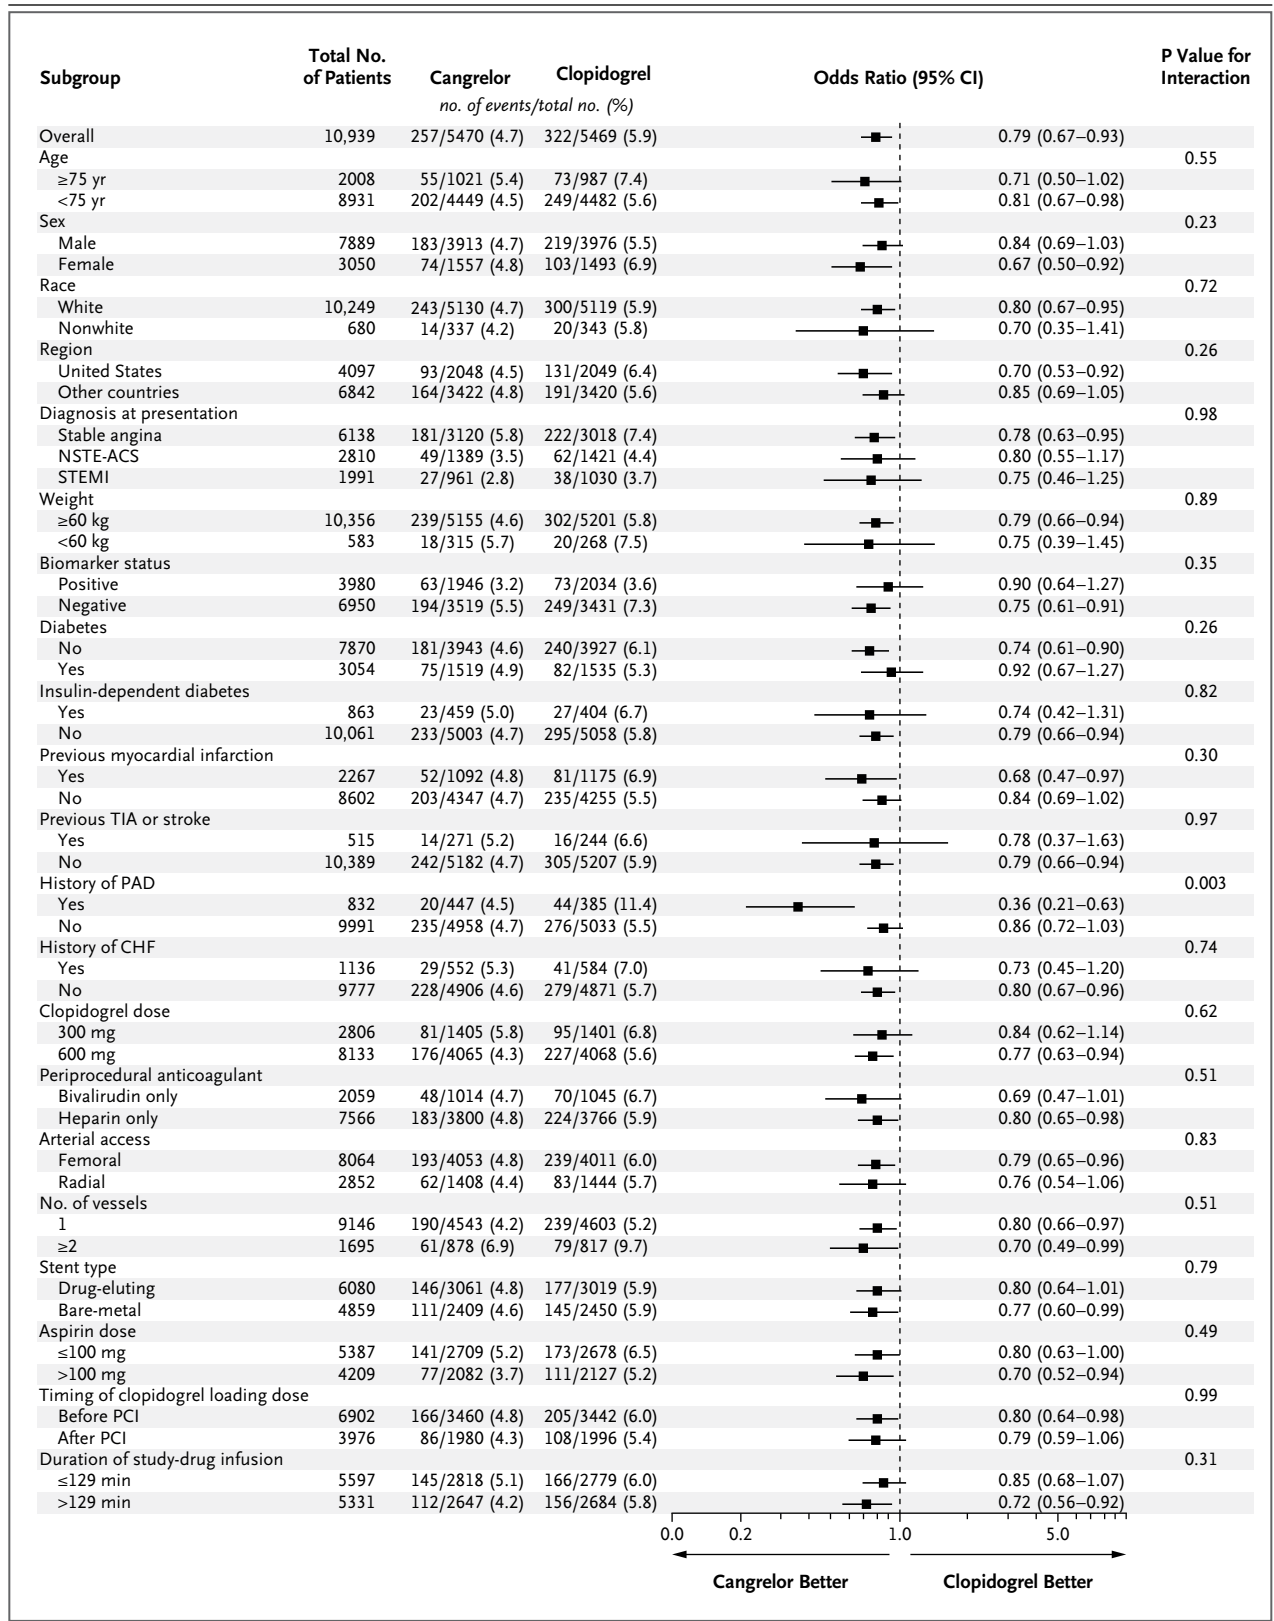 Subgroup Total No. of Patients Cangrelor Clopidogrel Odds Ratio (95% CI) P Value for Interaction
no. of events/total no. (%)
Overall 10,939 257/5470 (4.7) 322/5469 (5.9) 0.79 (0.67–0.93)
Age 0.55
≥75 yr 2008 55/1021 (5.4) 73/987 (7.4) 0.71 (0.50–1.02)
<75 yr 8931 202/4449 (4.5) 249/4482 (5.6) 0.81 (0.67–0.98)
Sex 0.23
Male 7889 183/3913 (4.7) 219/3976 (5.5) 0.84 (0.69–1.03)
Female 3050 74/1557 (4.8) 103/1493 (6.9) 0.67 (0.50–0.92)
Race 0.72
White 10,249 243/5130 (4.7) 300/5119 (5.9) 0.80 (0.67–0.95)
Nonwhite 680 14/337 (4.2) 20/343 (5.8) 0.70 (0.35–1.41)
Region 0.26
United States 4097 93/2048 (4.5) 131/2049 (6.4) 0.70 (0.53–0.92)
Other countries 6842 164/3422 (4.8) 191/3420 (5.6) 0.85 (0.69–1.05)
Diagnosis at presentation 0.98
Stable angina 6138 181/3120 (5.8) 222/3018 (7.4) 0.78 (0.63–0.95)
NSTE-ACS 2810 49/1389 (3.5) 62/1421 (4.4) 0.80 (0.55–1.17)
STEMI 1991 27/961 (2.8) 38/1030 (3.7) 0.75 (0.46–1.25)
Weight 0.89
≥60 kg 10,356 239/5155 (4.6) 302/5201 (5.8) 0.79 (0.66–0.94)
<60 kg 583 18/315 (5.7) 20/268 (7.5) 0.75 (0.39–1.45)
Biomarker status 0.35
Positive 3980 63/1946 (3.2) 73/2034 (3.6) 0.90 (0.64–1.27)
Negative 6950 194/3519 (5.5) 249/3431 (7.3) 0.75 (0.61–0.91)
Diabetes 0.26
No 7870 181/3943 (4.6) 240/3927 (6.1) 0.74 (0.61–0.90)
Yes 3054 75/1519 (4.9) 82/1535 (5.3) 0.92 (0.67–1.27)
Insulin-dependent diabetes 0.82
Yes 863 23/459 (5.0) 27/404 (6.7) 0.74 (0.42–1.31)
No 10,061 233/5003 (4.7) 295/5058 (5.8) 0.79 (0.66–0.94)
Previous myocardial infarction 0.30
Yes 2267 52/1092 (4.8) 81/1175 (6.9) 0.68 (0.47–0.97)
No 8602 203/4347 (4.7) 235/4255 (5.5) 0.84 (0.69–1.02)
Previous TIA or stroke 0.97
Yes 515 14/271 (5.2) 16/244 (6.6) 0.78 (0.37–1.63)
No 10,389 242/5182 (4.7) 305/5207 (5.9) 0.79 (0.66–0.94)
History of PAD 0.003
Yes 832 20/447 (4.5) 44/385 (11.4) 0.36 (0.21–0.63)
No 9991 235/4958 (4.7) 276/5033 (5.5) 0.86 (0.72–1.03)
History of CHF 0.74
Yes 1136 29/552 (5.3) 41/584 (7.0) 0.73 (0.45–1.20)
No 9777 228/4906 (4.6) 279/4871 (5.7) 0.80 (0.67–0.96)
Clopidogrel dose 0.62
300 mg 2806 81/1405 (5.8) 95/1401 (6.8) 0.84 (0.62–1.14)
600 mg 8133 176/4065 (4.3) 227/4068 (5.6) 0.77 (0.63–0.94)
Periprocedural anticoagulant 0.51
Bivalirudin only 2059 48/1014 (4.7) 70/1045 (6.7) 0.69 (0.47–1.01)
Heparin only 7566 183/3800 (4.8) 224/3766 (5.9) 0.80 (0.65–0.98)
Arterial access 0.83
Femoral 8064 193/4053 (4.8) 239/4011 (6.0) 0.79 (0.65–0.96)
Radial 2852 62/1408 (4.4) 83/1444 (5.7) 0.76 (0.54–1.06)
No. of vessels 0.51
1 9146 190/4543 (4.2) 239/4603 (5.2) 0.80 (0.66–0.97)
≥2 1695 61/878 (6.9) 79/817 (9.7) 0.70 (0.49–0.99)
Stent type 0.79
Drug-eluting 6080 146/3061 (4.8) 177/3019 (5.9) 0.80 (0.64–1.01)
Bare-metal 4859 111/2409 (4.6) 145/2450 (5.9) 0.77 (0.60–0.99)
Aspirin dose 0.49
≤100 mg 5387 141/2709 (5.2) 173/2678 (6.5) 0.80 (0.63–1.00)
>100 mg 4209 77/2082 (3.7) 111/2127 (5.2) 0.70 (0.52–0.94)
Timing of clopidogrel loading dose 0.99
Before PCI 6902 166/3460 (4.8) 205/3442 (6.0) 0.80 (0.64–0.98)
After PCI 3976 86/1980 (4.3) 108/1996 (5.4) 0.79 (0.59–1.06)
Duration of study-drug infusion 0.31
≤129 min 5597 145/2818 (5.1) 166/2779 (6.0) 0.85 (0.68–1.07)
>129 min 5331 112/2647 (4.2) 156/2684 (5.8) 0.72 (0.56–0.92)
0.0 0.2 1.0 5.0
Cangrelor Better Clopidogrel Better